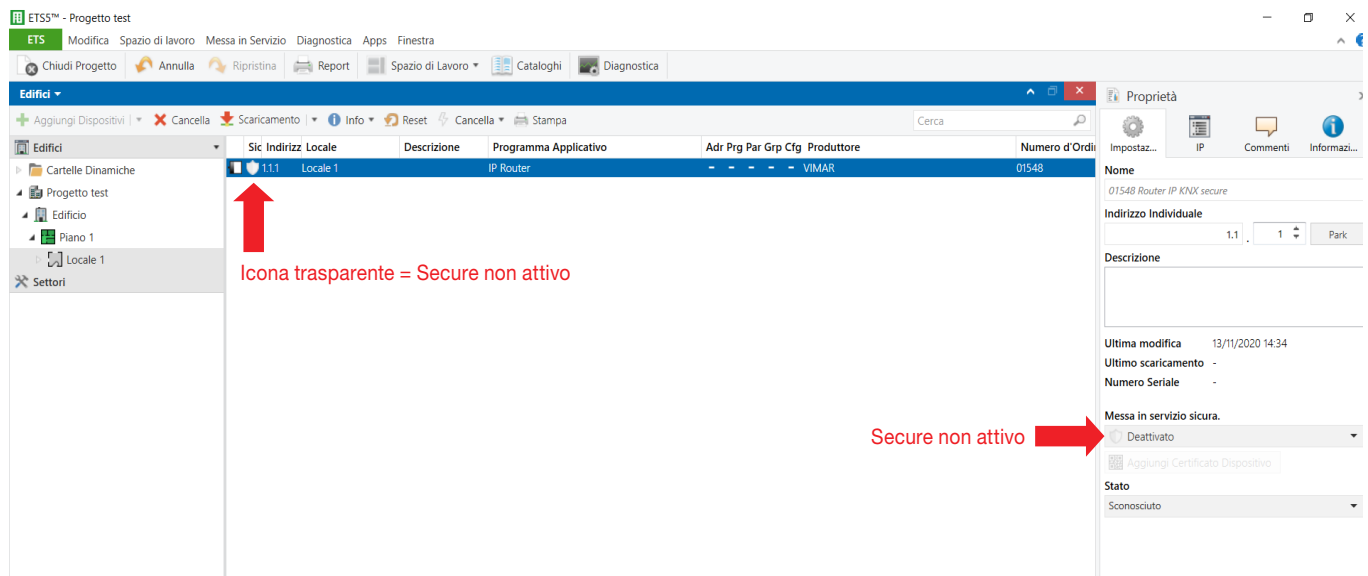 ETS5™ - Progetto test
ETS Modifica Spazio di lavoro Messa in Servizio Diagnostica Apps Finestra
Chiudi Progetto Annulla Ripristina Report Spazio di Lavoro Cataloghi Diagnostica
Edifici
Aggiungi Dispositivi Cancella Scaricamento Info Reset Cancella Stampa Cerca
Edifici
Cartelle Dinamiche
Progetto test
Edificio
Piano 1
Locale 1
Settori
Sic Indirizz Locale Descrizione Programma Applicativo Adr Prg Par Grp Cfg Produttore Numero d'Ordi
1.1.1 Locale 1 IP Router - - - - - VIMAR 01548
Icona trasparente = Secure non attivo
Secure non attivo
Proprietà
Impostaz... IP Commenti Informazi...
Nome
01548 Router IP KNX secure
Indirizzo Individuale
1.1 . 1 Park
Descrizione
Ultima modifica 13/11/2020 14:34
Ultimo scaricamento -
Numero Seriale -
Messa in servizio sicura.
Deattivato
Aggiungi Certificato Dispositivo
Stato
Sconosciuto